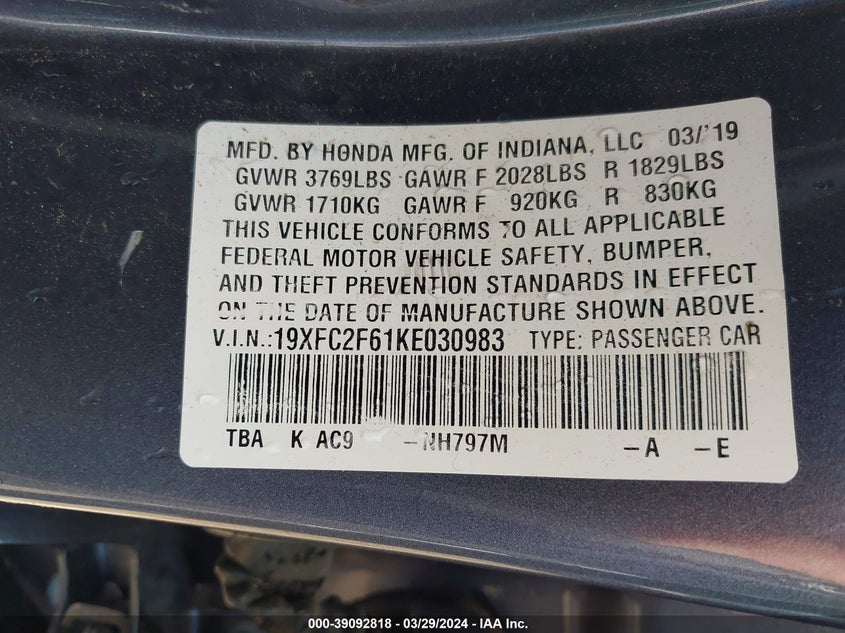 MFD. BY HONDA MFG. OF INDIANA, LLC 03/'19
GVWR 3769LBS GAWR F 2028LBS R 1829LBS
GVWR 1710KG GAWR F 920KG R 830KG
THIS VEHICLE CONFORMS TO ALL APPLICABLE
FEDERAL MOTOR VEHICLE SAFETY, BUMPER,
AND THEFT PREVENTION STANDARDS IN EFFECT
ON THE DATE OF MANUFACTURE SHOWN ABOVE.
V.I.N.:19XFC2F61KE030983 TYPE: PASSENGER CAR
TBA K AC9 -NH797M -A -E
000-39092818 - 03/29/2024 - IAA Inc.